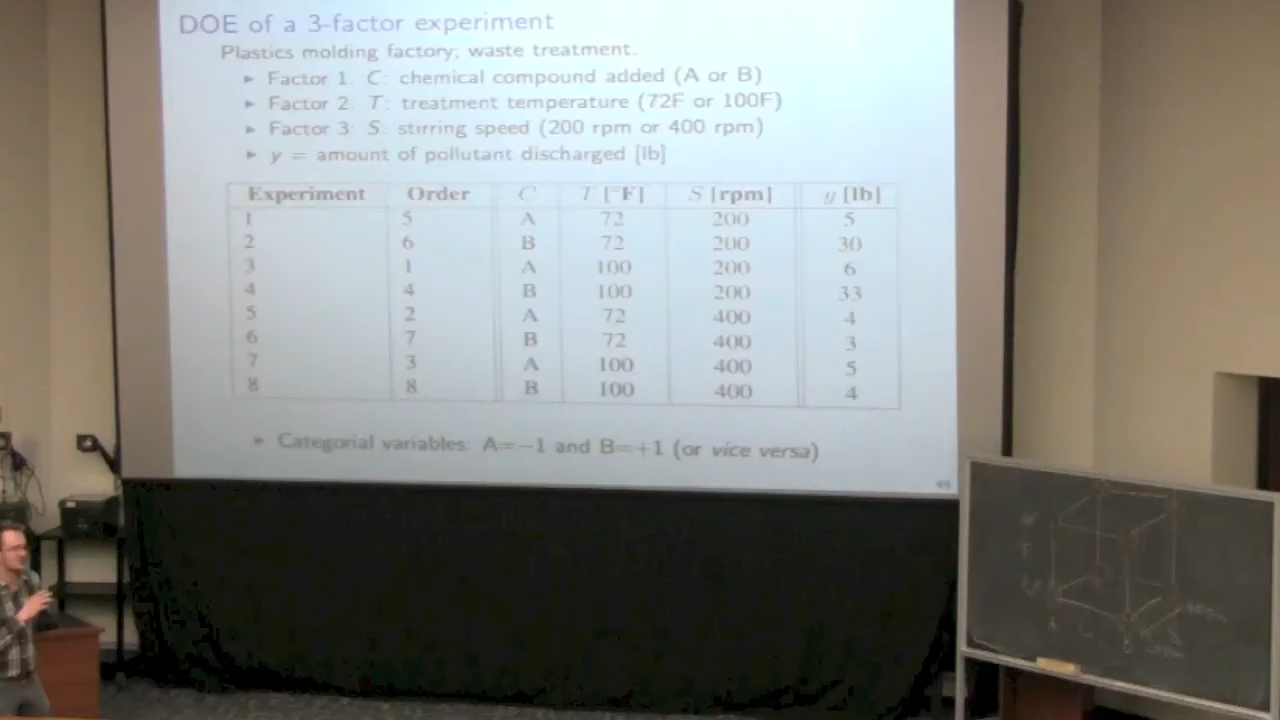 DOE of a 3-factor experiment
Plastics molding factory; waste treatment.
► Factor 1: C: chemical compound added (A or B)
► Factor 2: T: treatment temperature (72F or 100F)
► Factor 3: S: stirring speed (200 rpm or 400 rpm)
► y = amount of pollutant discharged [lb]
Experiment Order C T [°F] S [rpm] y [lb]
1 5 A 72 200 5
2 6 B 72 200 30
3 1 A 100 200 6
4 4 B 100 200 33
5 2 A 72 400 4
6 7 B 72 400 3
7 3 A 100 400 5
8 8 B 100 400 4
► Categorial variables: A=−1 and B=+1 (or vice versa)